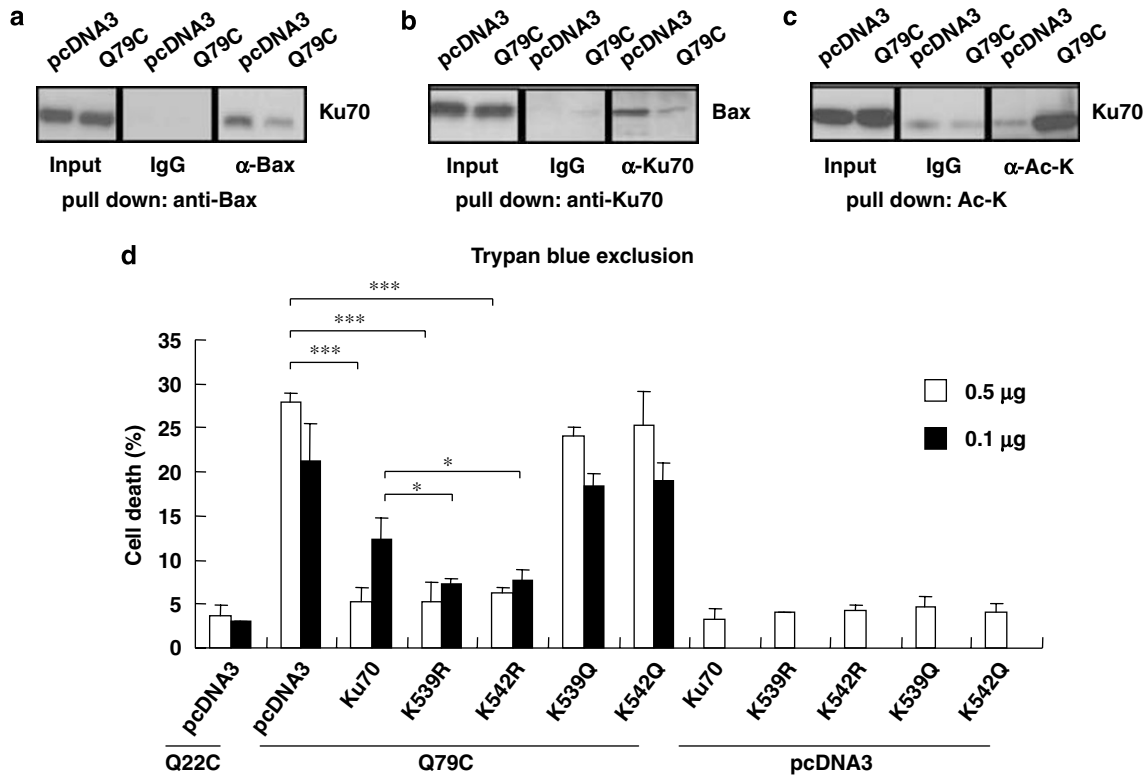 a
pcDNA3 Q79C pcDNA3 Q79C pcDNA3 Q79C
Ku70
Input IgG α-Bax
pull down: anti-Bax
b
pcDNA3 Q79C pcDNA3 Q79C pcDNA3 Q79C
Bax
Input IgG α-Ku70
pull down: anti-Ku70
c
pcDNA3 Q79C pcDNA3 Q79C pcDNA3 Q79C
Ku70
Input IgG α-Ac-K
pull down: Ac-K
d
Trypan blue exclusion
***
***
***
*
*
35
30
25
20
15
10
5
0
Cell death (%)
0.5 µg
0.1 µg
pcDNA3 pcDNA3 Ku70 K539R K542R K539Q K542Q Ku70 K539R K542R K539Q K542Q
Q22C Q79C pcDNA3